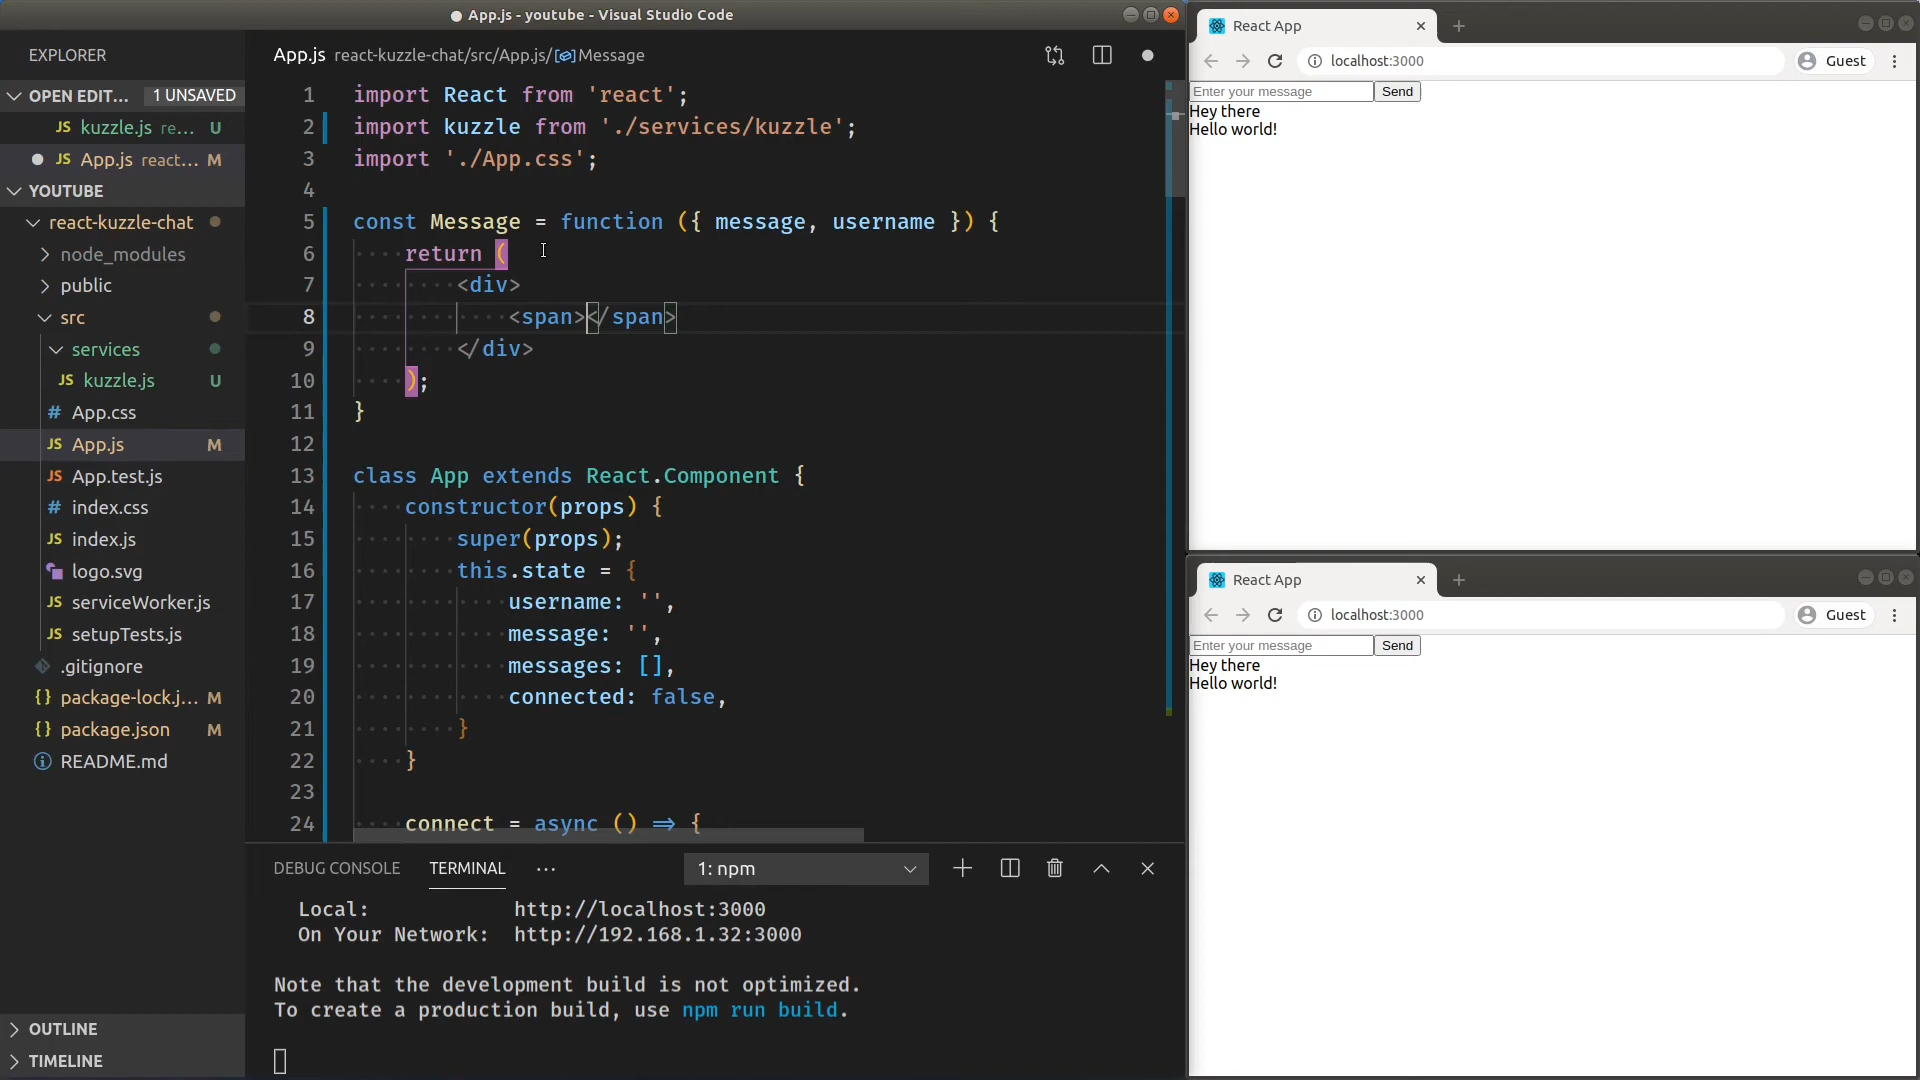 App.js - youtube - Visual Studio Code
EXPLORER
OPEN EDIT... 1 UNSAVED
JS kuzzle.js re... U
JS App.js react... M
YOUTUBE
react-kuzzle-chat
node_modules
public
src
services
JS kuzzle.js U
# App.css
JS App.js M
JS App.test.js
# index.css
JS index.js
logo.svg
JS serviceWorker.js
JS setupTests.js
.gitignore
{} package-lock.j... M
{} package.json M
README.md
OUTLINE
TIMELINE
App.js react-kuzzle-chat/src/App.js/ Message
1 import React from 'react';
2 import kuzzle from './services/kuzzle';
3 import './App.css';
4
5 const Message = function ({ message, username }) {
6 return (
7 <div>
8 <span></span>
9 </div>
10 );
11 }
12
13 class App extends React.Component {
14 constructor(props) {
15 super(props);
16 this.state = {
17 username: '',
18 message: '',
19 messages: [],
20 connected: false,
21 }
22 }
23
24 connect = async () => {
DEBUG CONSOLE TERMINAL ... 1: npm
Local: http://localhost:3000
On Your Network: http://192.168.1.32:3000
Note that the development build is not optimized.
To create a production build, use npm run build.
React App
localhost:3000 Guest
Enter your message Send
Hey there
Hello world!
React App
localhost:3000 Guest
Enter your message Send
Hey there
Hello world!